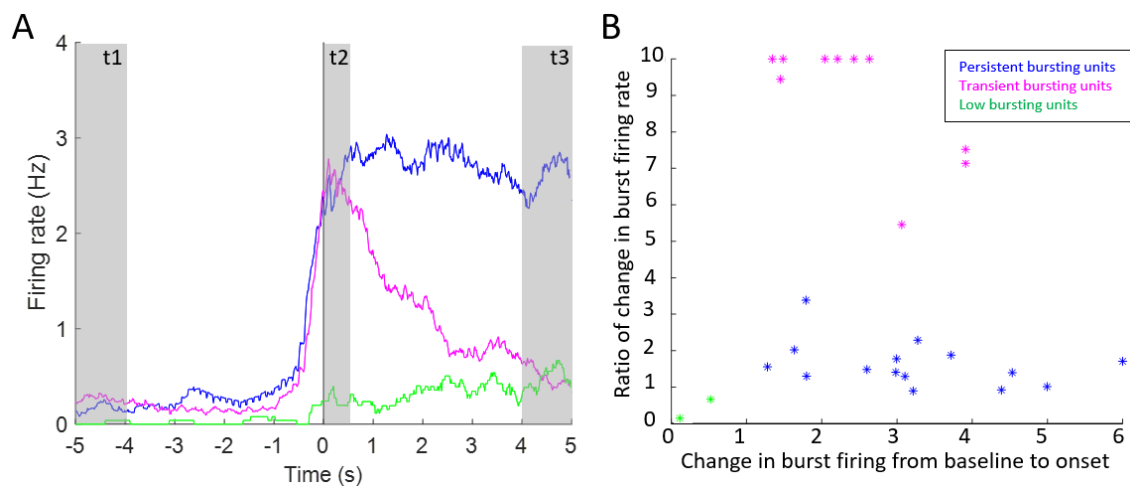 A
t1
t2
t3
4
3
2
1
0
Firing rate (Hz)
-5
-4
-3
-2
-1
0
1
2
3
4
5
Time (s)
B
Persistent bursting units
Transient bursting units
Low bursting units
10
9
8
7
6
5
4
3
2
1
0
Ratio of change in burst firing rate
0
1
2
3
4
5
6
Change in burst firing from baseline to onset